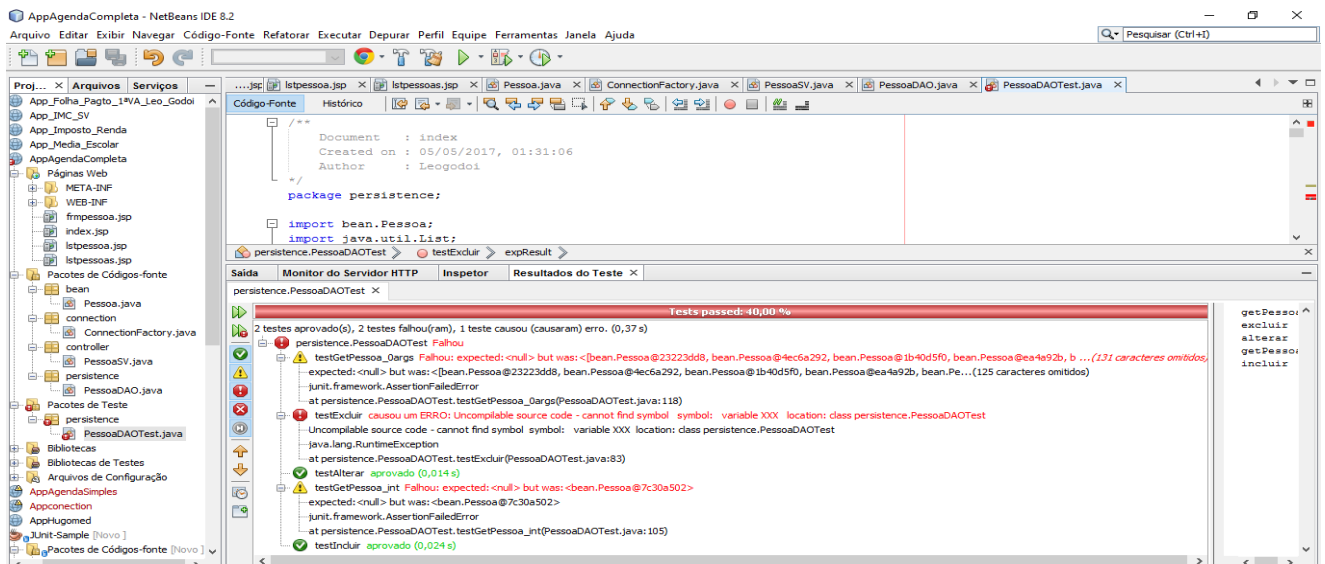 AppAgendaCompleta - NetBeans IDE 8.2
Arquivo Editar Exibir Navegar Código-Fonte Refatorar Executar Depurar Perfil Equipe Ferramentas Janela Ajuda
Pesquisar (Ctrl+I)
Proj... Arquivos Serviços
....jsp lstpessoa.jsp lstpessoas.jsp Pessoa.java ConnectionFactory.java PessoaSV.java PessoaDAO.java PessoaDAOTest.java
Código-Fonte Histórico
App_Folha_Pagto_1ªVA_Leo_Godoi
App_IMC_SV
App_Imposto_Renda
App_Media_Escolar
AppAgendaCompleta
Páginas Web
META-INF
WEB-INF
frmpessoa.jsp
index.jsp
lstpessoa.jsp
lstpessoas.jsp
Pacotes de Códigos-fonte
bean
Pessoa.java
connection
ConnectionFactory.java
controller
PessoaSV.java
persistence
PessoaDAO.java
Pacotes de Teste
persistence
PessoaDAOTest.java
Bibliotecas
Bibliotecas de Testes
Arquivos de Configuração
AppAgendaSimples
Appconection
AppHugomed
JUnit-Sample [Novo ]
Pacotes de Códigos-fonte [Novo ]
/**
Document : index
Created on : 05/05/2017, 01:31:06
Author : Leogodoi
*/
package persistence;
import bean.Pessoa;
import java.util.List;
persistence.PessoaDAOTest testExcluir expResult
Saída Monitor do Servidor HTTP Inspetor Resultados do Teste
persistence.PessoaDAOTest
Tests passed: 40,00 %
2 testes aprovado(s), 2 testes falhou(ram), 1 teste causou (causaram) erro. (0,37 s)
persistence.PessoaDAOTest Falhou
testGetPessoa_0args Falhou: expected:<null> but was:<[bean.Pessoa@23223dd8, bean.Pessoa@4ec6a292, bean.Pessoa@1b40d5f0, bean.Pessoa@ea4a92b, b ...(131 caracteres omitidos)
expected:<null> but was:<[bean.Pessoa@23223dd8, bean.Pessoa@4ec6a292, bean.Pessoa@1b40d5f0, bean.Pessoa@ea4a92b, bean.Pe...(125 caracteres omitidos)
junit.framework.AssertionFailedError
at persistence.PessoaDAOTest.testGetPessoa_0args(PessoaDAOTest.java:118)
testExcluir causou um ERRO: Uncompilable source code - cannot find symbol symbol: variable XXX location: class persistence.PessoaDAOTest
Uncompilable source code - cannot find symbol symbol: variable XXX location: class persistence.PessoaDAOTest
java.lang.RuntimeException
at persistence.PessoaDAOTest.testExcluir(PessoaDAOTest.java:83)
testAlterar aprovado (0,014 s)
testGetPessoa_int Falhou: expected:<null> but was:<bean.Pessoa@7c30a502>
expected:<null> but was:<bean.Pessoa@7c30a502>
junit.framework.AssertionFailedError
at persistence.PessoaDAOTest.testGetPessoa_int(PessoaDAOTest.java:105)
testIncluir aprovado (0,024 s)
getPessoa
excluir
alterar
getPessoa
incluir